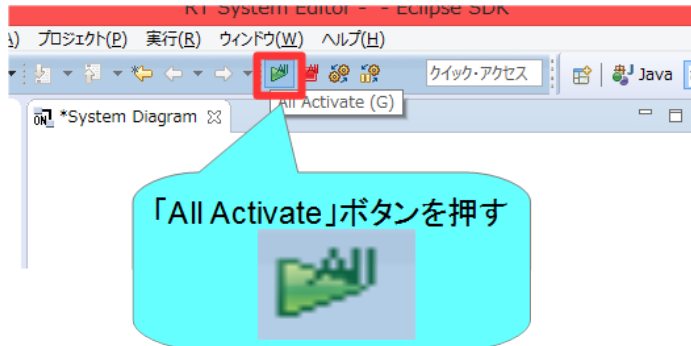 RT System Editor - - Eclipse SDK
) プロジェクト(P) 実行(R) ウィンドウ(W) ヘルプ(H)
クイック・アクセス Java
All Activate (G)
*System Diagram
「All Activate」ボタンを押す
All